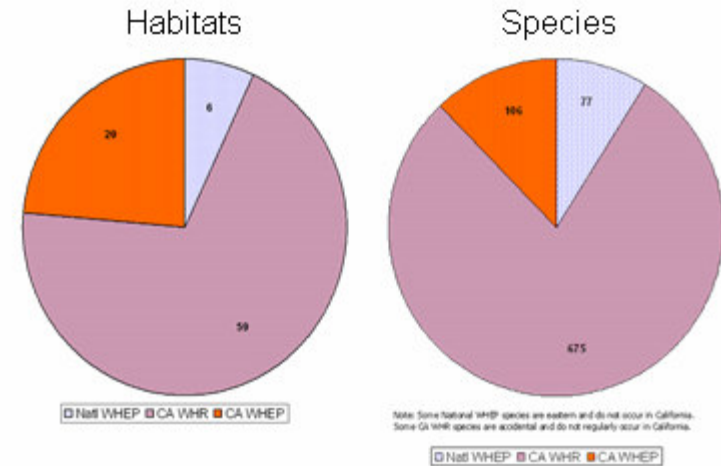 Habitats
Species
6
20
59
Natl WHEP CA WHR CA WHEP
77
106
675
Note: Some National WHEP species are eastern and do not occur in California.
Some CA WHR species are accidental and do not regularly occur in California.
Natl WHEP CA WHR CA WHEP